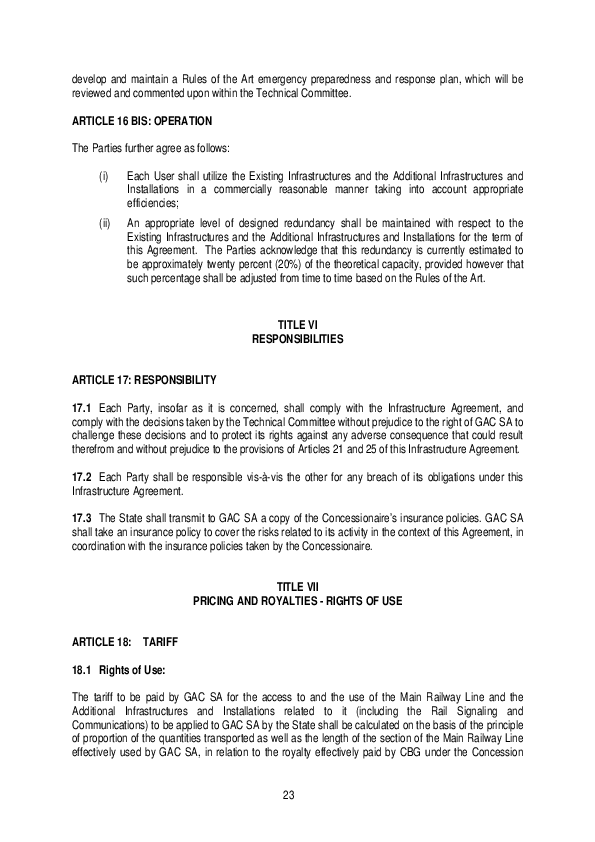 develop and maintain a Rules of the Art emergency preparedness and response plan, which will be
reviewed and commented upon within the Technical Committee.
ARTICLE 16 BIS: OPERATION
The Parties further agree as follows:
(i) Each User shall utilize the Existing Infrastructures and the Additional Infrastructures and
Installations in a commercially reasonable manner taking into account appropriate
efficiencies;
(ii) An appropriate level of designed redundancy shall be maintained with respect to the
Existing Infrastructures and the Additional Infrastructures and Installations for the term of
this Agreement. The Parties acknowledge that this redundancy is currently estimated to
be approximately twenty percent (20%) of the theoretical capacity, provided however that
such percentage shall be adjusted from time to time based on the Rules of the Art.
TITLE VI
RESPONSIBILITIES
ARTICLE 17: RESPONSIBILITY
17.1 Each Party, insofar as it is concerned, shall comply with the Infrastructure Agreement, and
comply with the decisions taken by the Technical Committee without prejudice to the right of GAC SA to
challenge these decisions and to protect its rights against any adverse consequence that could result
therefrom and without prejudice to the provisions of Articles 21 and 25 of this Infrastructure Agreement.
17.2 Each Party shall be responsible vis-à-vis the other for any breach of its obligations under this
Infrastructure Agreement.
17.3 The State shall transmit to GAC SA a copy of the Concessionaire's insurance policies. GAC SA
shall take an insurance policy to cover the risks related to its activity in the context of this Agreement, in
coordination with the insurance policies taken by the Concessionaire.
TITLE VII
PRICING AND ROYALTIES - RIGHTS OF USE
ARTICLE 18: TARIFF
18.1 Rights of Use:
The tariff to be paid by GAC SA for the access to and the use of the Main Railway Line and the
Additional Infrastructures and Installations related to it (including the Rail Signaling and
Communications) to be applied to GAC SA by the State shall be calculated on the basis of the principle
of proportion of the quantities transported as well as the length of the section of the Main Railway Line
effectively used by GAC SA, in relation to the royalty effectively paid by CBG under the Concession
23